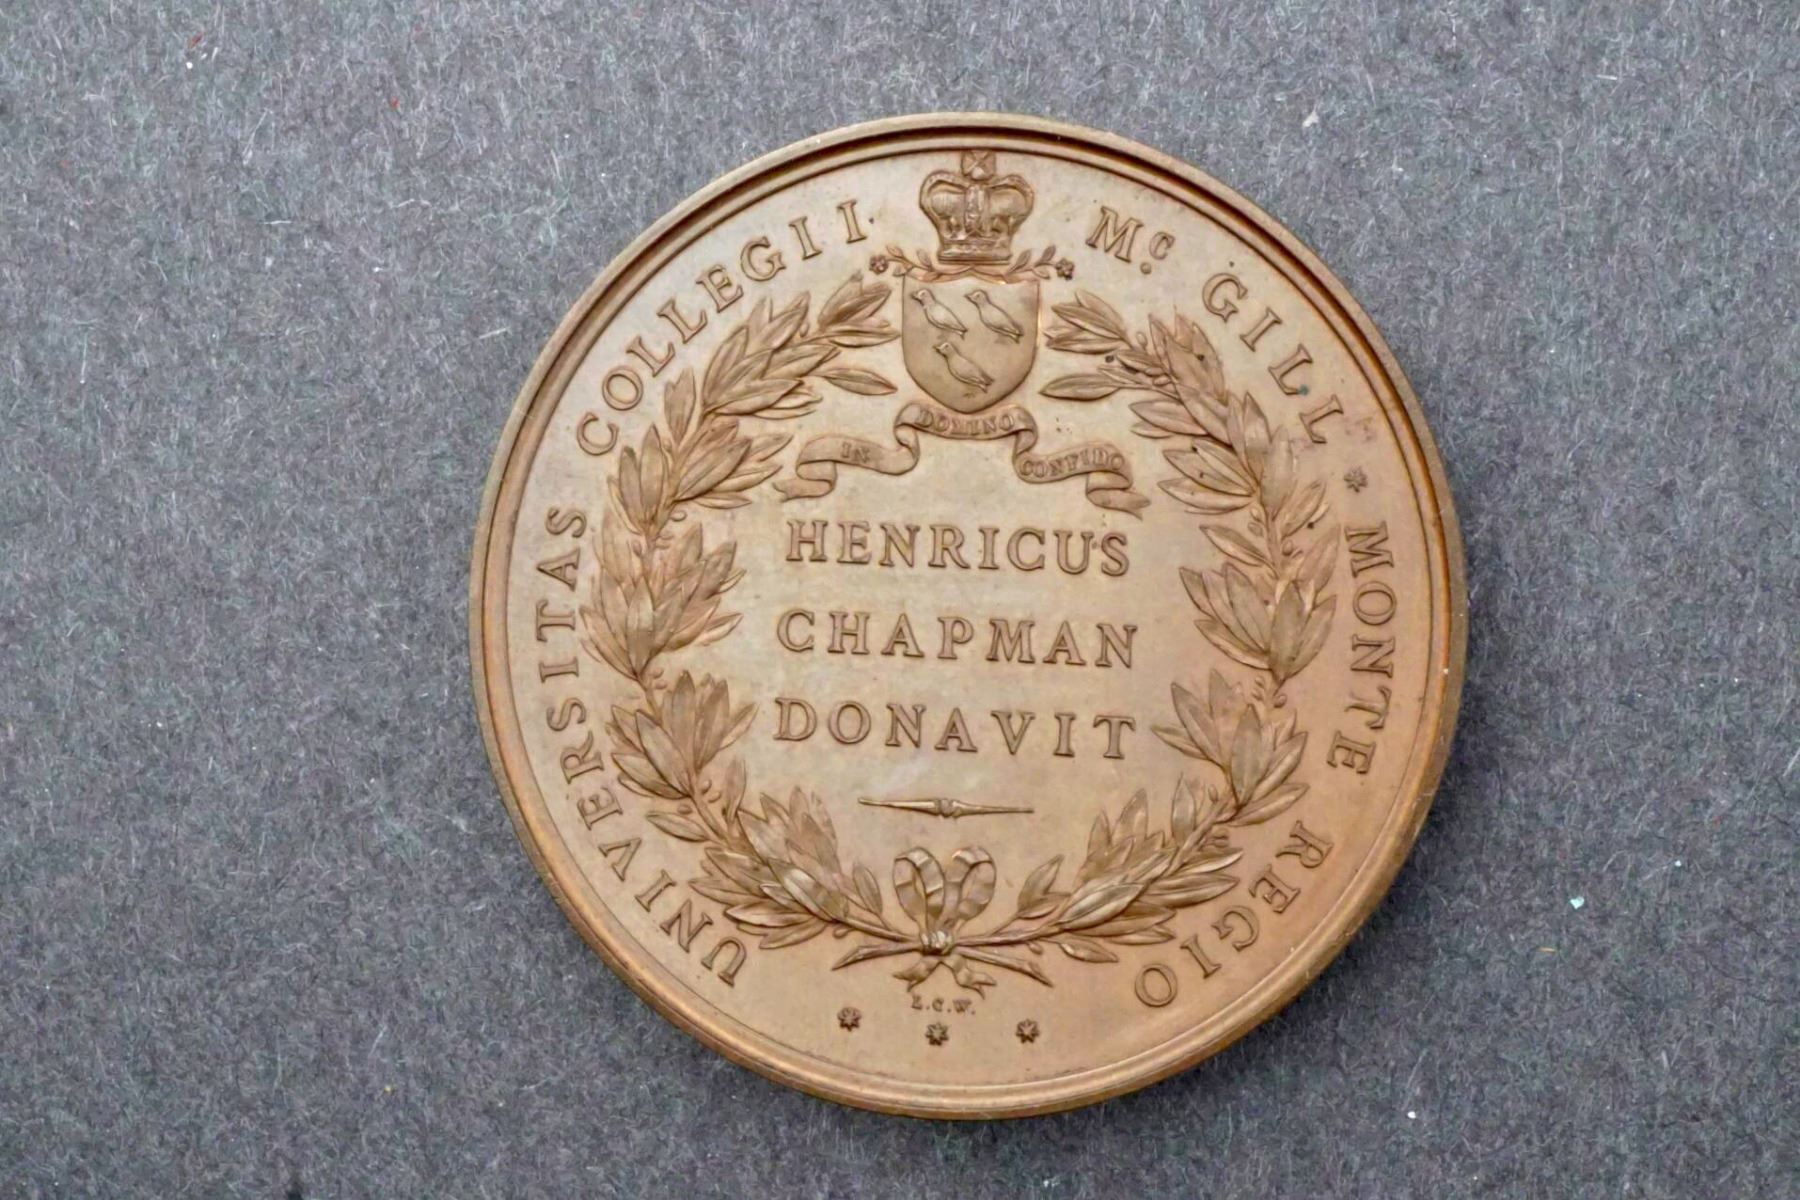 UNIVERSITAS COLLEGII Mc. GILL * MONTE REGIO
IN DOMINO CONFIDO
HENRICUS
CHAPMAN
DONAVIT
L.C.W.